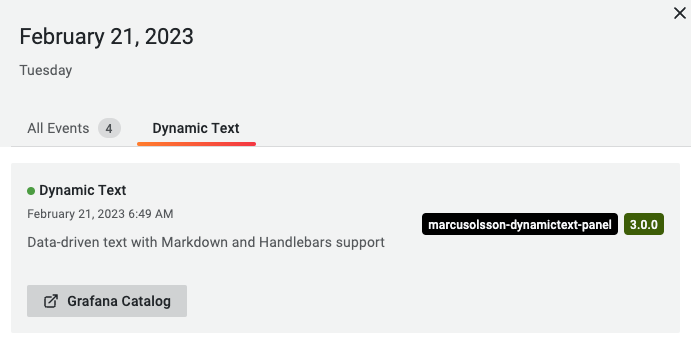 February 21, 2023
Tuesday
All Events 4 Dynamic Text
Dynamic Text
February 21, 2023 6:49 AM
marcusolsson-dynamictext-panel 3.0.0
Data-driven text with Markdown and Handlebars support
Grafana Catalog